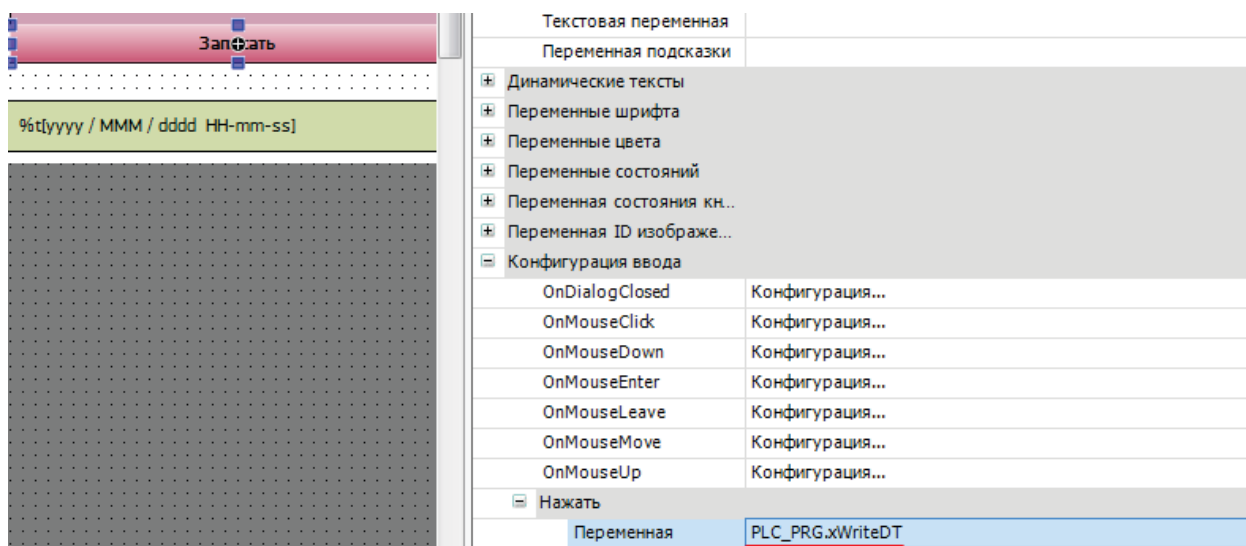 Записать
%t[yyyy / MMM / dddd HH-mm-ss]
Текстовая переменная
Переменная подсказки
Динамические тексты
Переменные шрифта
Переменные цвета
Переменные состояний
Переменная состояния кн...
Переменная ID изображе...
Конфигурация ввода
OnDialogClosed Конфигурация...
OnMouseClick Конфигурация...
OnMouseDown Конфигурация...
OnMouseEnter Конфигурация...
OnMouseLeave Конфигурация...
OnMouseMove Конфигурация...
OnMouseUp Конфигурация...
Нажать
Переменная PLC_PRG.xWriteDT